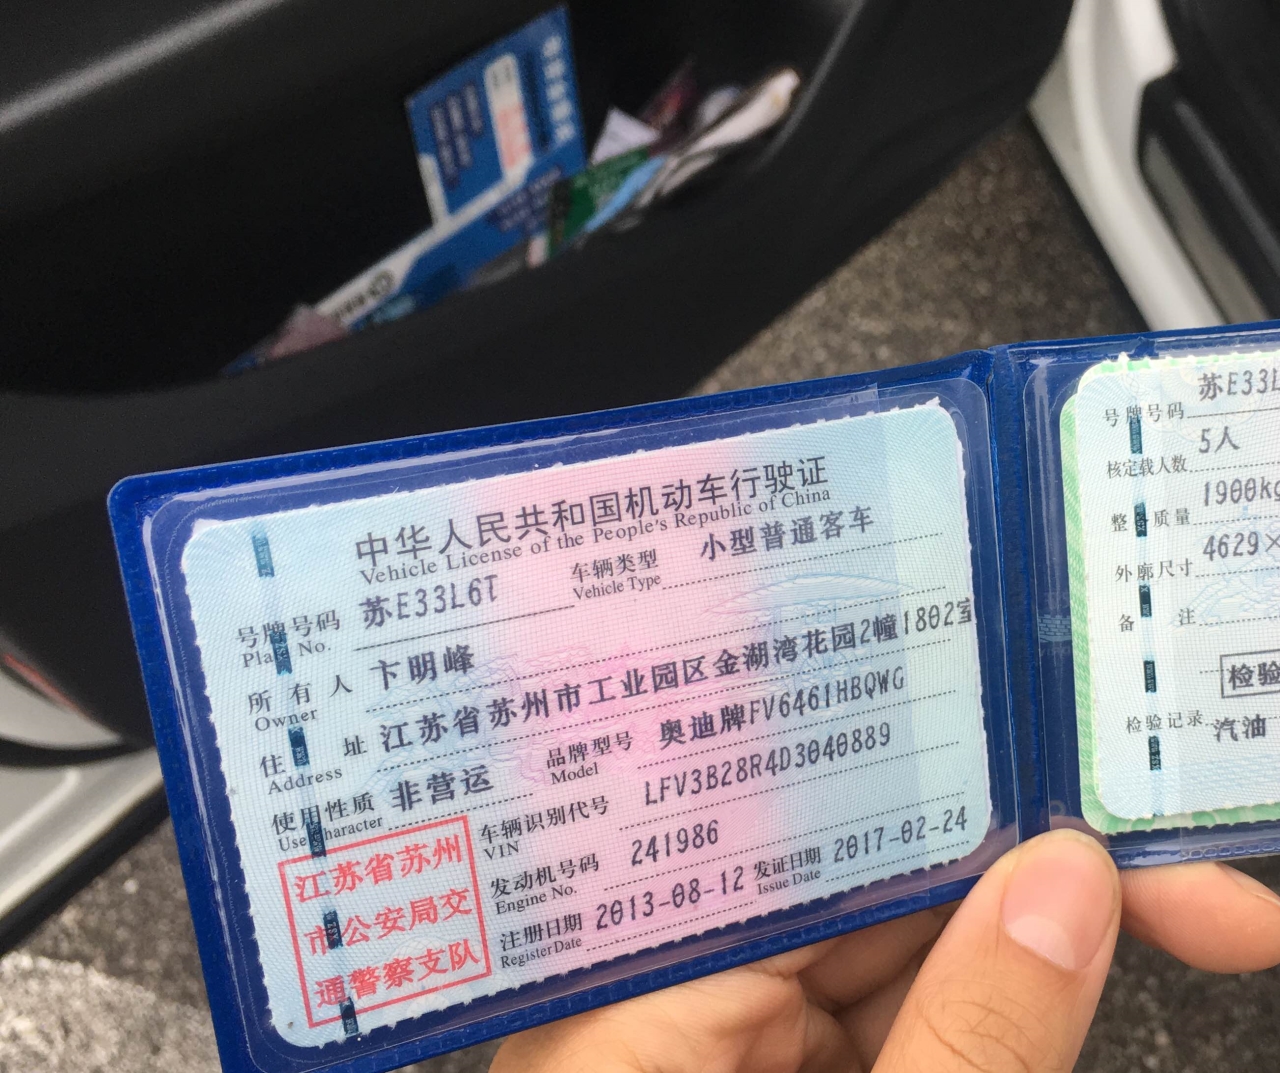 中华人民共和国机动车行驶证
Vehicle License of the People's Republic of China
号牌号码 苏E33L6T 车辆类型 小型普通客车
Plate No. Vehicle Type
所有人 卞明峰
Owner
住址 江苏省苏州市工业园区金湖湾花园2幢1802室
Address
使用性质 非营运 品牌型号 奥迪牌FV6461HBQWG
Use Character Model
车辆识别代号 LFV3B28R4D3040889
VIN
发动机号码 241986
Engine No.
注册日期 2013-08-12 发证日期 2017-02-24
Register Date Issue Date
江苏省苏州
市公安局交
通警察支队
号牌号码 苏E33L
核定载人数 5人
整 质量 1900kg
外廓尺寸 4629×
备注
检验
检验记录 汽油